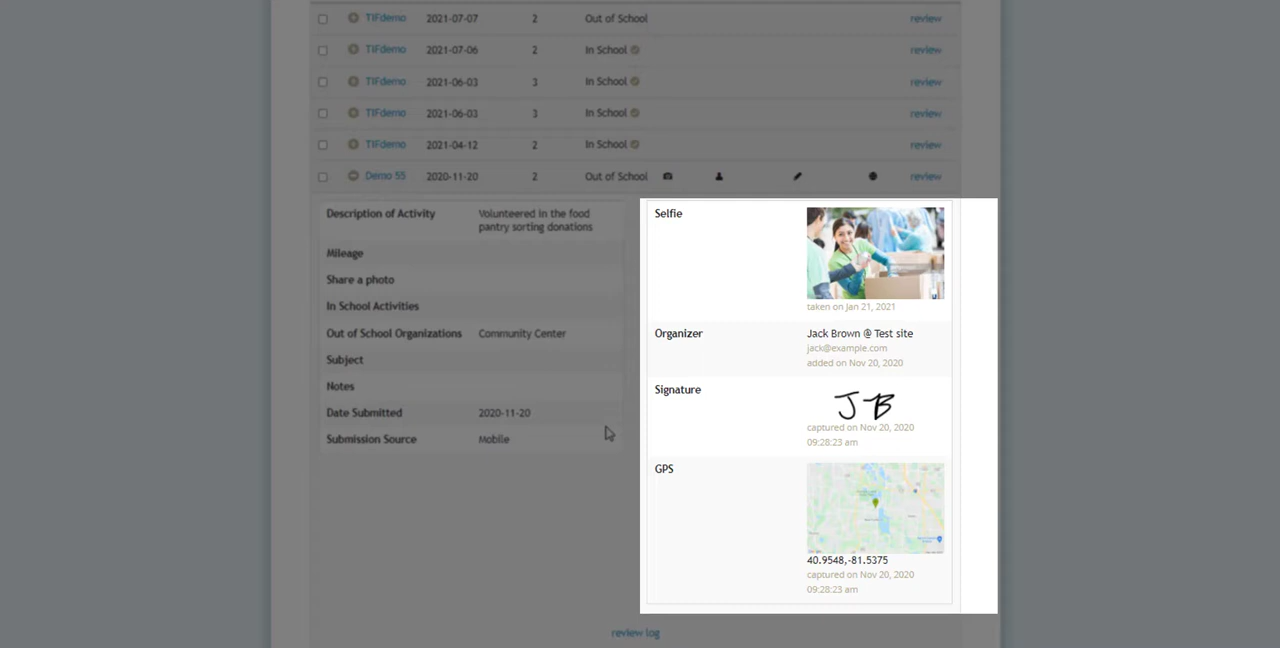 TIFdemo 2021-07-07 2 Out of School review
TIFdemo 2021-07-06 2 In School review
TIFdemo 2021-06-03 3 In School review
TIFdemo 2021-06-03 3 In School review
TIFdemo 2021-04-12 2 In School review
Demo 55 2020-11-20 2 Out of School review
Description of Activity Volunteered in the food
pantry sorting donations
Mileage
Share a photo
In School Activities
Out of School Organizations Community Center
Subject
Notes
Date Submitted 2020-11-20
Submission Source Mobile
Selfie
taken on Jan 21, 2021
Organizer Jack Brown @ Test site
jack@example.com
added on Nov 20, 2020
Signature JB
captured on Nov 20, 2020
09:28:23 am
GPS
40.9548,-81.5375
captured on Nov 20, 2020
09:28:23 am
review log